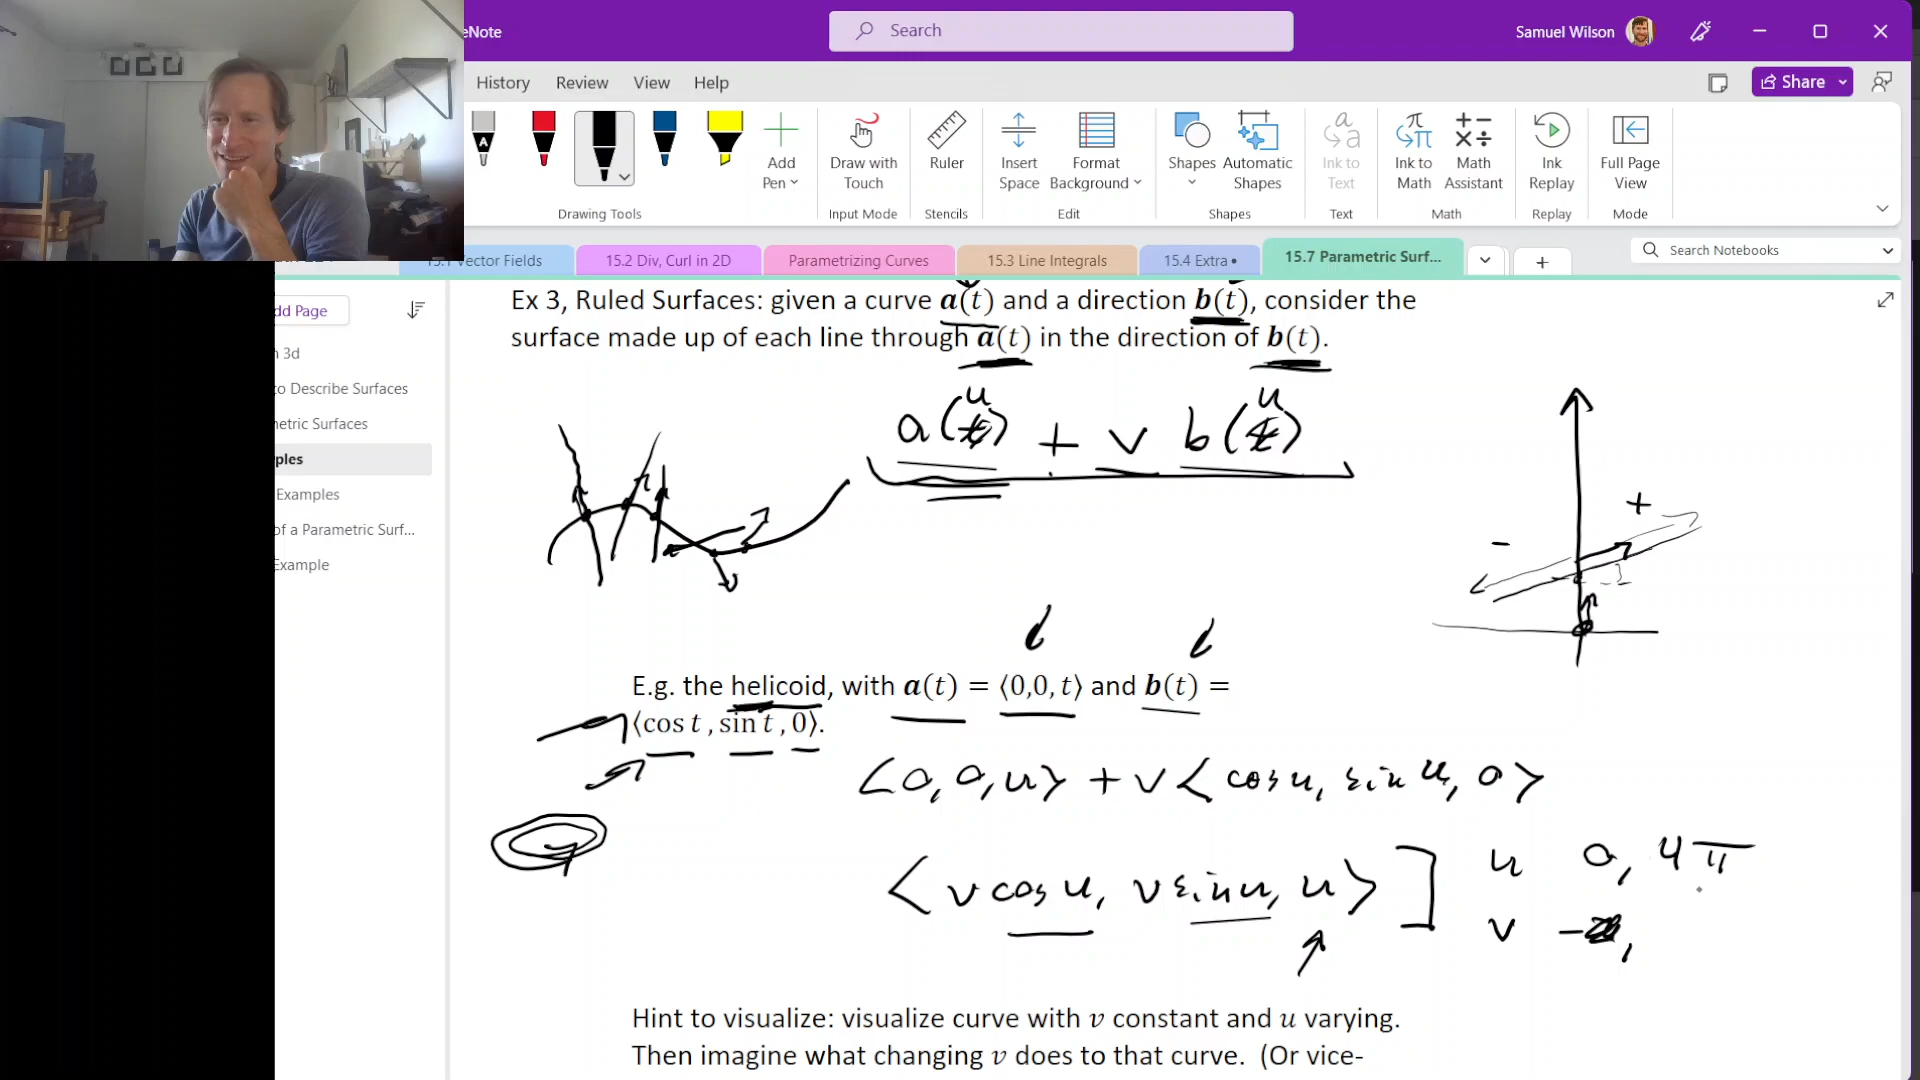 eNote
Search
Samuel Wilson
History Review View Help
Share
A
Add Pen
Draw with Touch
Ruler
Insert Space
Format Background
Shapes
Automatic Shapes
Ink to Text
Ink to Math
Math Assistant
Ink Replay
Full Page View
Drawing Tools
Input Mode
Stencils
Edit
Shapes
Text
Math
Replay
Mode
15.1 Vector Fields
15.2 Div, Curl in 2D
Parametrizing Curves
15.3 Line Integrals
15.4 Extra
15.7 Parametric Surf...
Search Notebooks
dd Page
n 3d
to Describe Surfaces
netric Surfaces
ples
Examples
of a Parametric Surf...
Example
Ex 3, Ruled Surfaces: given a curve a(t) and a direction b(t), consider the
surface made up of each line through a(t) in the direction of b(t).
u u
a(t) + v b(t)
+
-
E.g. the helicoid, with a(t) = ⟨0,0, t⟩ and b(t) =
⟨cos t , sin t , 0⟩.
<0, 0, u> + v<cos u, sin u, 0>
<v cos u, v sin u, u> ] u 0, 4π
v -
Hint to visualize: visualize curve with v constant and u varying.
Then imagine what changing v does to that curve. (Or vice-